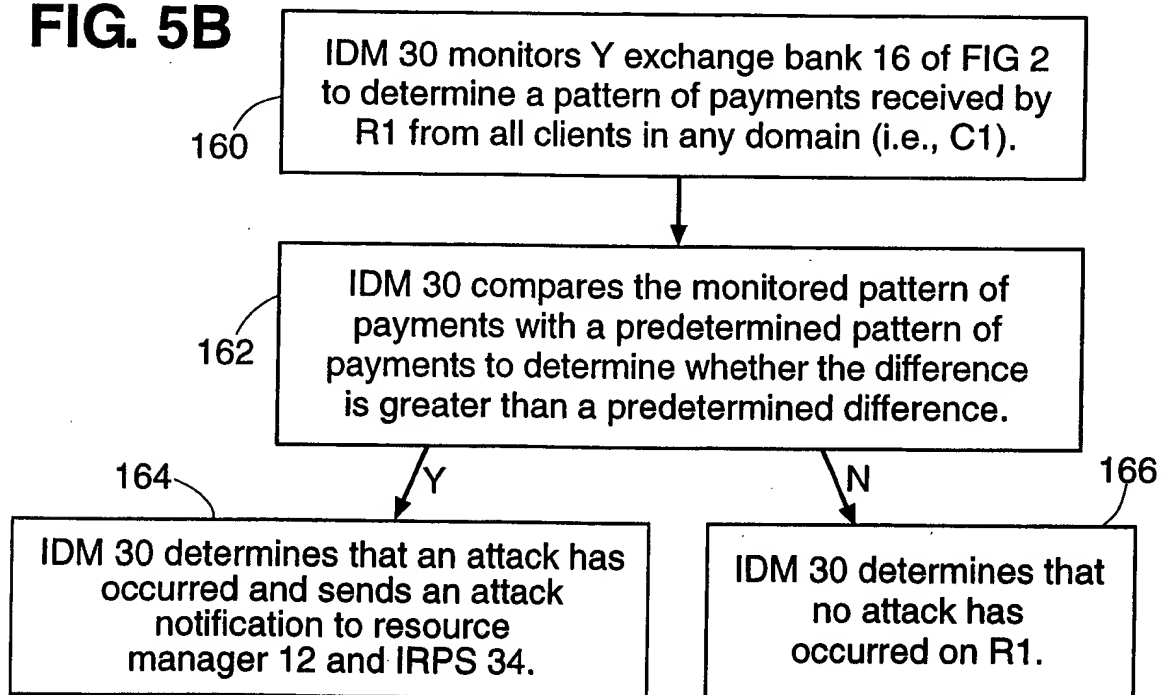 FIG. 5B
IDM 30 monitors Y exchange bank 16 of FIG 2
to determine a pattern of payments received by
R1 from all clients in any domain (i.e., C1).
160
IDM 30 compares the monitored pattern of
payments with a predetermined pattern of
payments to determine whether the difference
is greater than a predetermined difference.
162
Y
N
164
166
IDM 30 determines that an attack has
occurred and sends an attack
notification to resource
manager 12 and IRPS 34.
IDM 30 determines that
no attack has
occurred on R1.